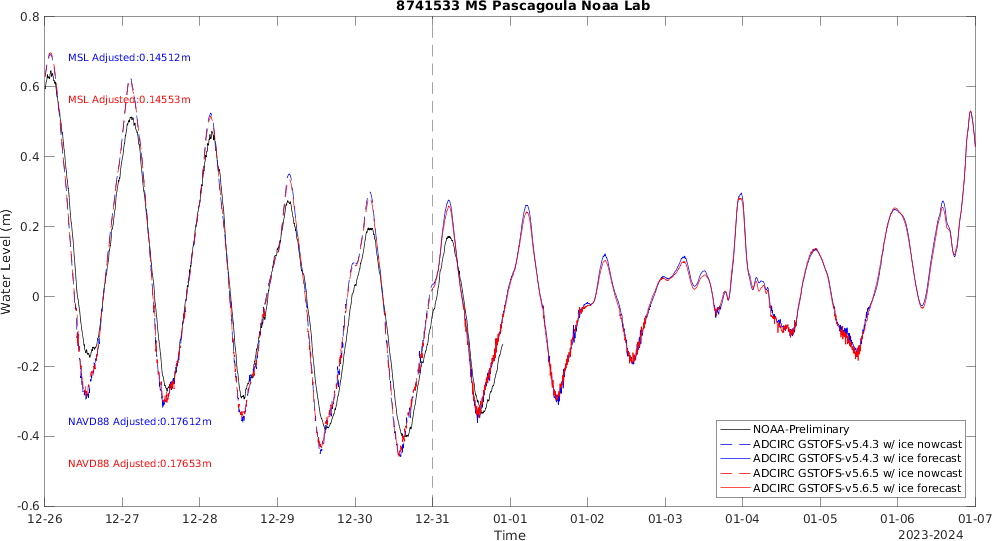 8741533 MS Pascagoula Noaa Lab
0.8
0.6
0.4
0.2
0
-0.2
-0.4
-0.6
Water Level (m)
MSL Adjusted:0.14512m
MSL Adjusted:0.14553m
NAVD88 Adjusted:0.17612m
NAVD88 Adjusted:0.17653m
NOAA-Preliminary
ADCIRC GSTOFS-v5.4.3 w/ ice nowcast
ADCIRC GSTOFS-v5.4.3 w/ ice forecast
ADCIRC GSTOFS-v5.6.5 w/ ice nowcast
ADCIRC GSTOFS-v5.6.5 w/ ice forecast
12-26 12-27 12-28 12-29 12-30 12-31 01-01 01-02 01-03 01-04 01-05 01-06 01-07
Time
2023-2024